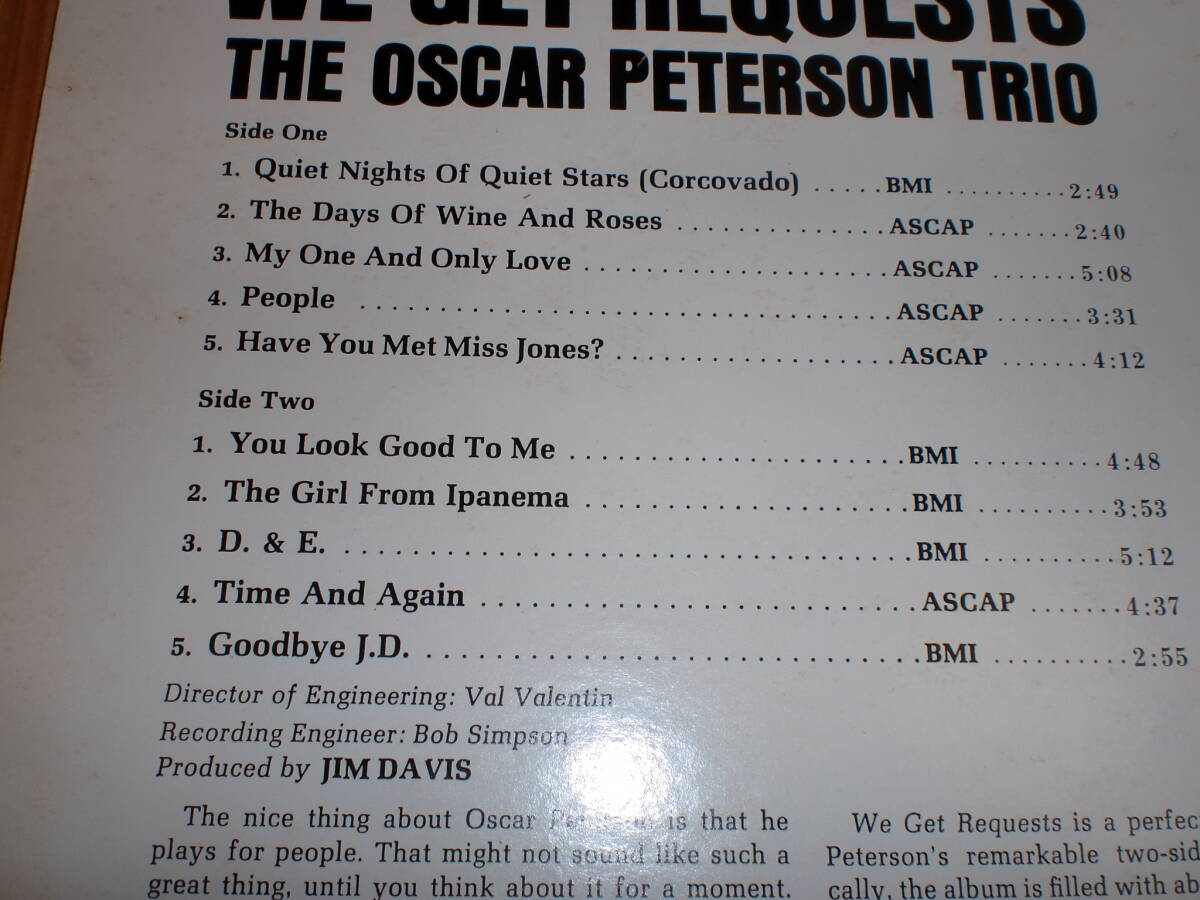 WE GET REQUESTS
THE OSCAR PETERSON TRIO
Side One
1. Quiet Nights Of Quiet Stars (Corcovado) ..... BMI .......... 2:49
2. The Days Of Wine And Roses ............... ASCAP ....... 2:40
3. My One And Only Love ..................... ASCAP ....... 5:08
4. People ................................... ASCAP ....... 3:31
5. Have You Met Miss Jones? ................... ASCAP ....... 4:12
Side Two
1. You Look Good To Me ...................... BMI .......... 4:48
2. The Girl From Ipanema ..................... BMI .......... 3:53
3. D. & E. ................................... BMI .......... 5:12
4. Time And Again ............................ ASCAP ....... 4:37
5. Goodbye J.D. .............................. BMI .......... 2:55
Director of Engineering: Val Valentin
Recording Engineer: Bob Simpson
Produced by JIM DAVIS
The nice thing about Oscar Peterson is that he
plays for people. That might not sound like such a
great thing, until you think about it for a moment.
We Get Requests is a perfec
Peterson's remarkable two-sid
cally, the album is filled with ab